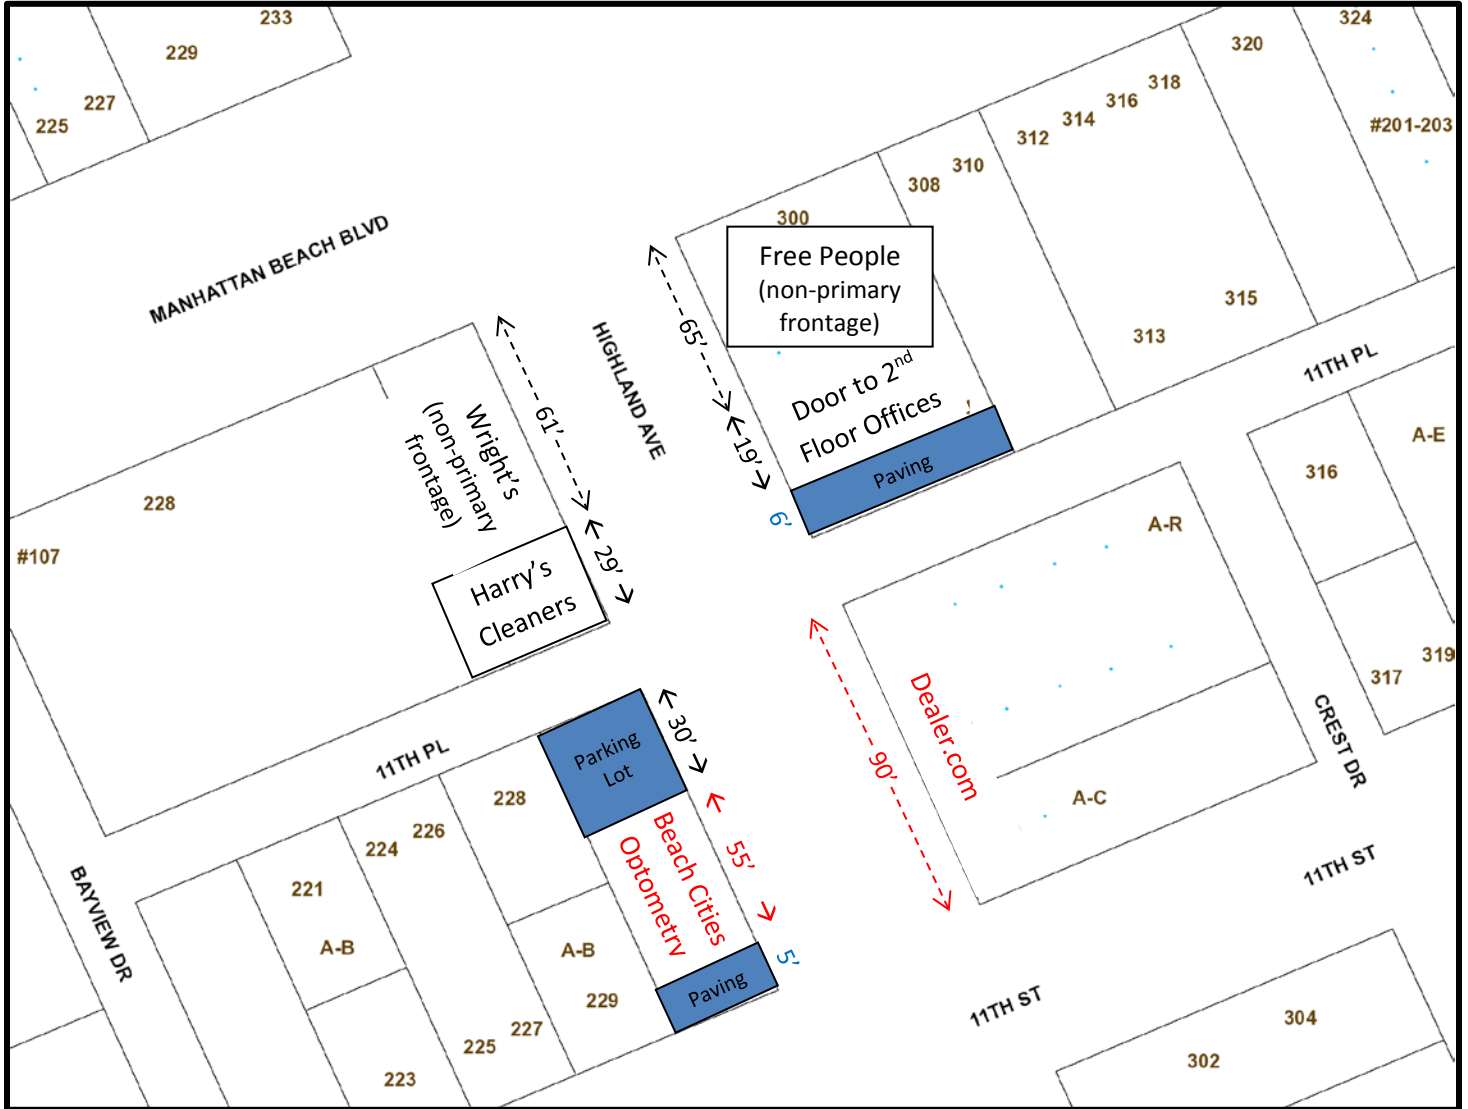 233
229
227
225
324
320
318
316
314
312
#201-203
310
308
300
MANHATTAN BEACH BLVD
HIGHLAND AVE
Free People
(non-primary
frontage)
65’
315
313
11TH PL
Door to 2nd
Floor Offices
19’
Paving
6’
61’
Wright’s
(non-primary
frontage)
228
#107
29’
Harry’s
Cleaners
A-E
316
A-R
319
317
CREST DR
Dealer.com
90’
A-C
11TH PL
Parking
Lot
30’
228
226
224
221
A-B
BAYVIEW DR
Beach Cities
Optometry
55’
A-B
229
227
225
223
Paving
5’
11TH ST
11TH ST
304
302